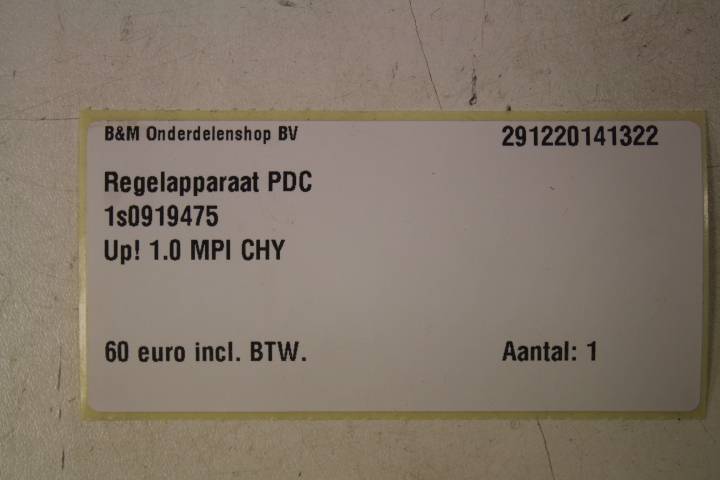 B&M Onderdelenshop BV 291220141322
Regelapparaat PDC
1s0919475
Up! 1.0 MPI CHY
60 euro incl. BTW. Aantal: 1